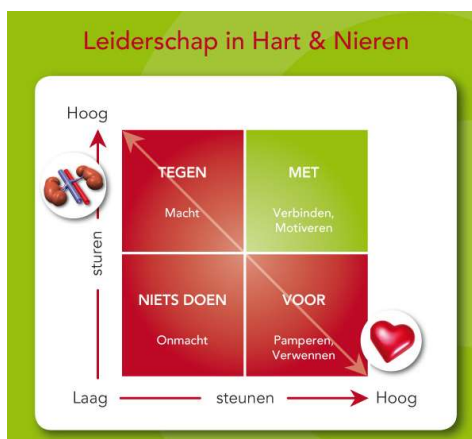 Leiderschap in Hart & Nieren
Hoog
TEGEN
Macht
MET
Verbinden,
Motiveren
sturen
NIETS DOEN
Onmacht
VOOR
Pamperen,
Verwennen
Laag
steunen
Hoog